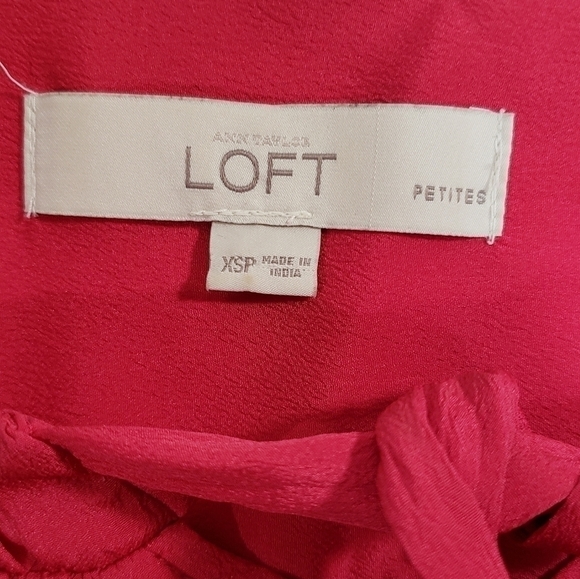 ANN TAYLOR
LOFT
PETITES
XSP MADE IN
INDIA